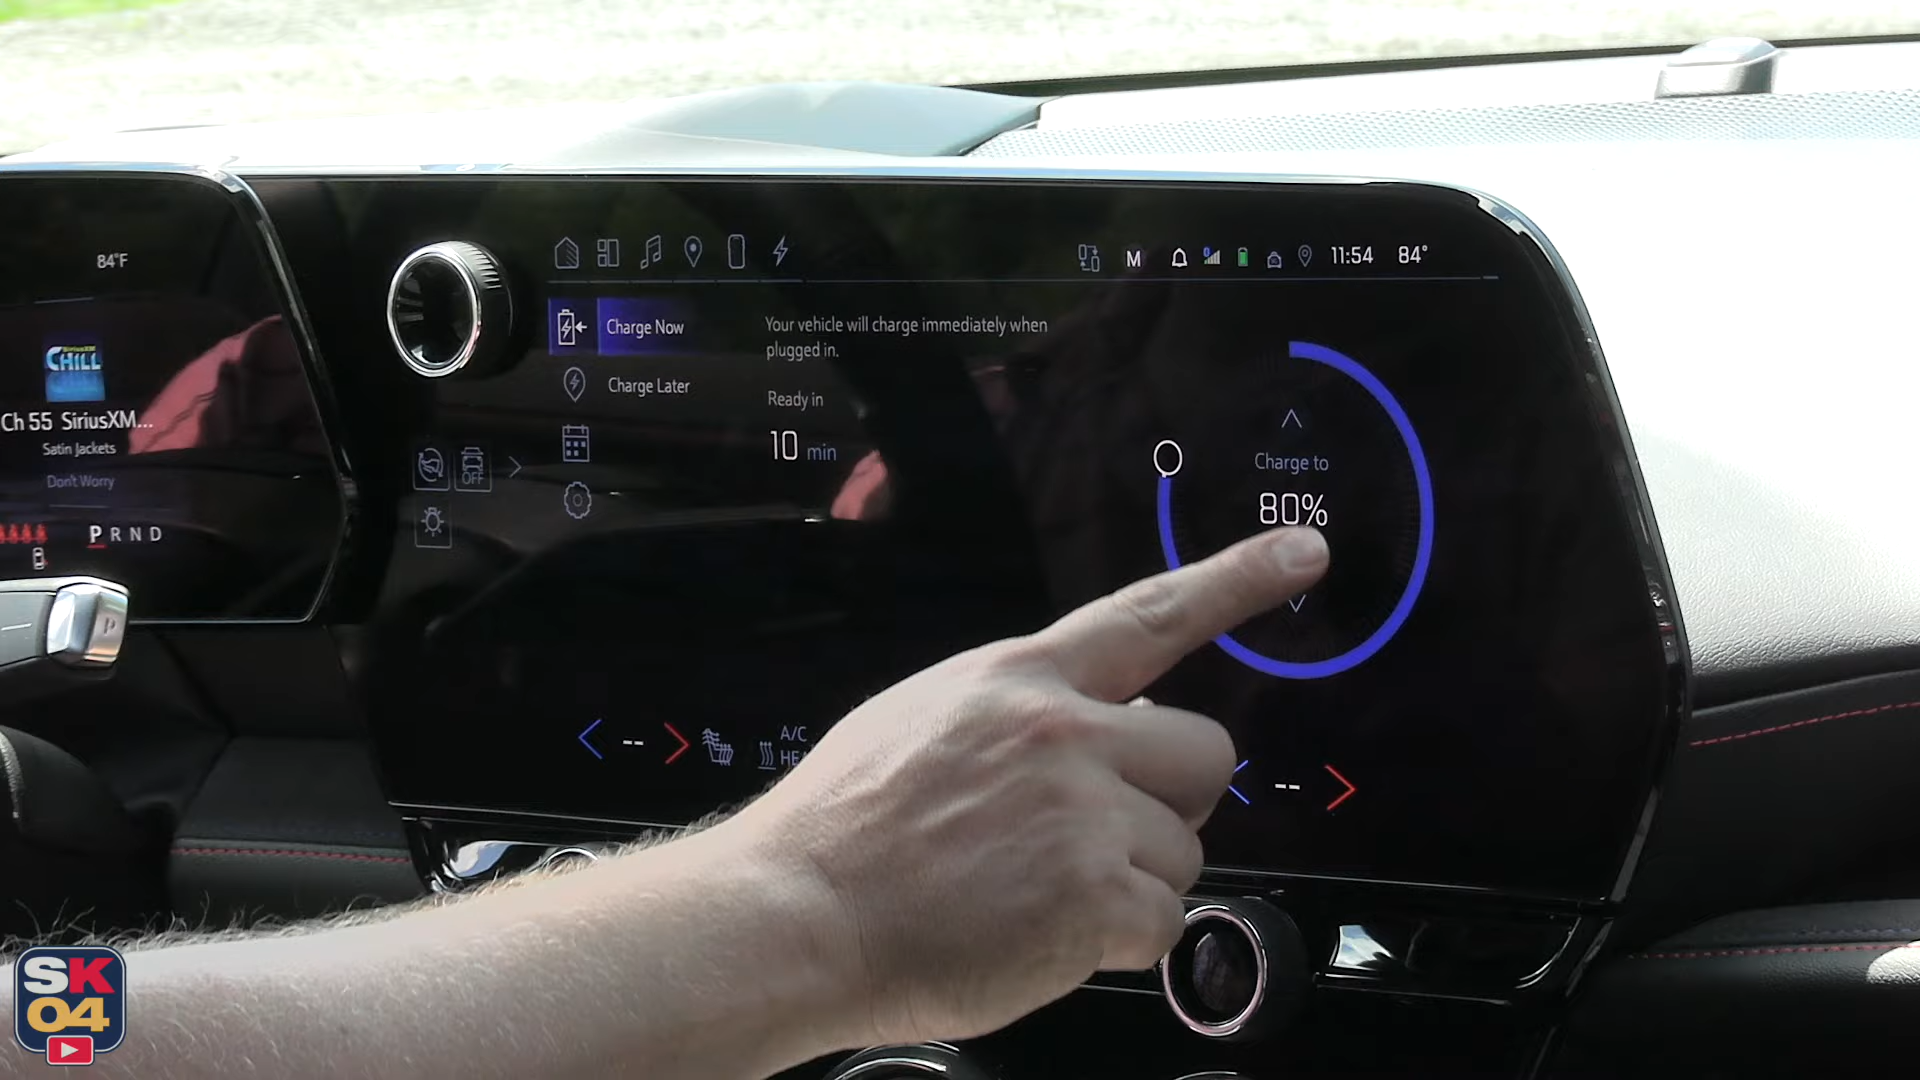 84°F
SiriusXM
CHILL
Ch 55 SiriusXM...
Satin Jackets
Don't Worry
P R N D
P
OFF
M
11:54 84°
Charge Now
Charge Later
Your vehicle will charge immediately when
plugged in.
Ready in
10 min
Charge to
80%
--
A/C
--
SK
04